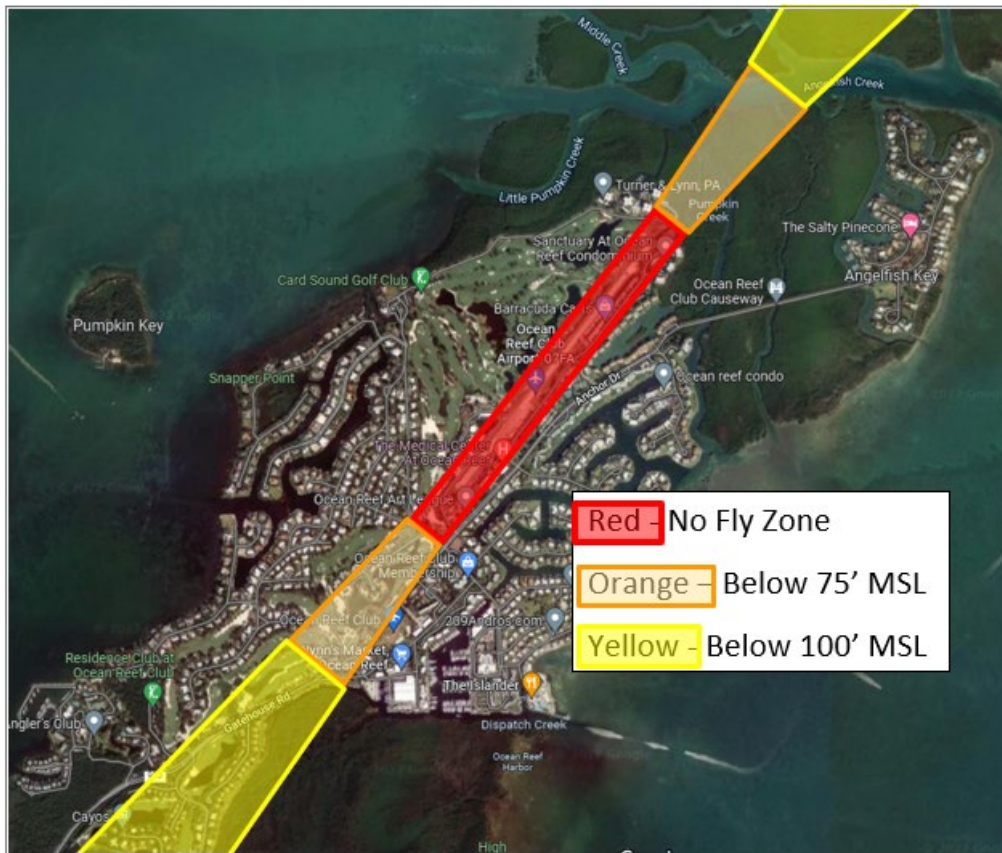 Middle Creek
Angelfish Creek
Little Pumpkin Creek
Turner & Lynn, PA
Pumpkin
Creek
The Salty Pinecone
Sanctuary At Ocean
Reef Condominium
Card Sound Golf Club
Ocean Reef
Club Causeway
Angelfish Key
Barracuda
Pumpkin Key
Ocean
Reef Club
Airport-07FA
Snapper Point
Anchor Dr
Ocean reef condo
The Medical Center
At Ocean Reef
H
Ocean Reef Art League
Red - No Fly Zone
Ocean Reef Club
Membership
Orange – Below 75’ MSL
209Andros.com
Ocean Reef Club
Yellow - Below 100’ MSL
Wynn's Market,
Ocean Reef
Residence Club at
Ocean Reef Club
The Islander
Gatehouse Rd
Angler's Club
Dispatch Creek
Ocean Reef
Harbor
Cayos
High